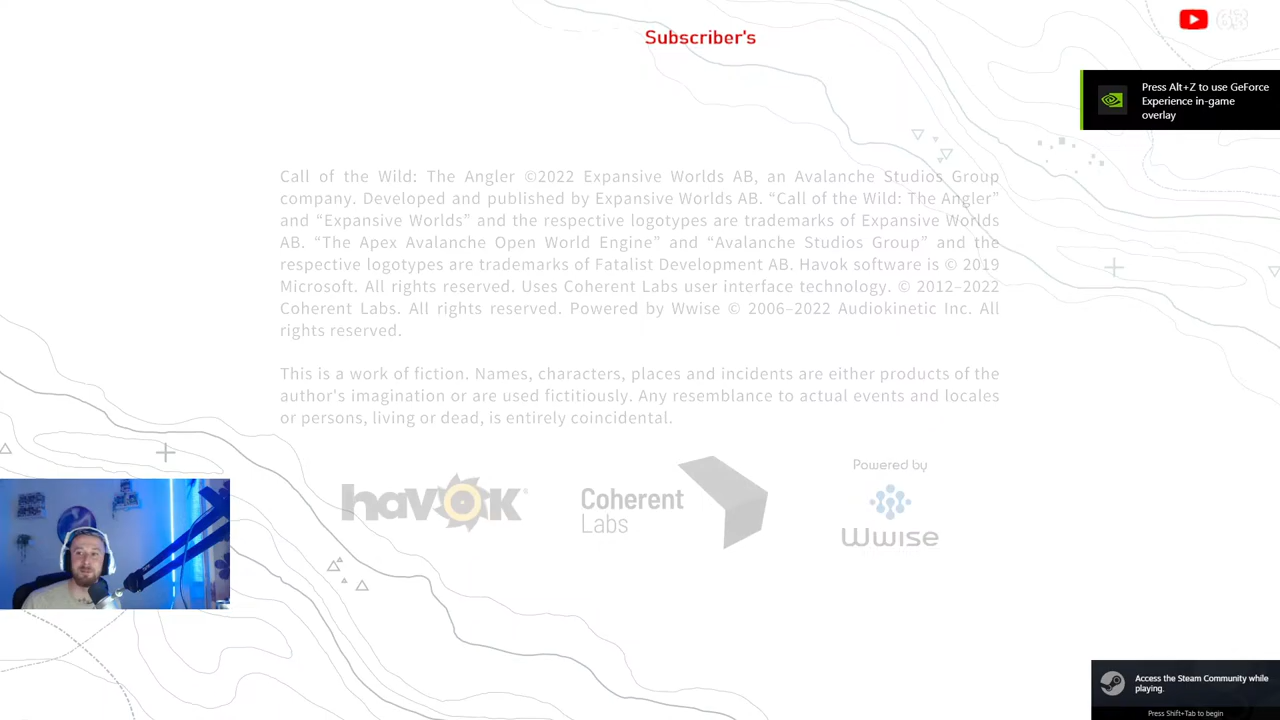 Subscriber's
63
Press Alt+Z to use GeForce
Experience in-game
overlay
Call of the Wild: The Angler ©2022 Expansive Worlds AB, an Avalanche Studios Group
company. Developed and published by Expansive Worlds AB. “Call of the Wild: The Angler”
and “Expansive Worlds” and the respective logotypes are trademarks of Expansive Worlds
AB. “The Apex Avalanche Open World Engine” and “Avalanche Studios Group” and the
respective logotypes are trademarks of Fatalist Development AB. Havok software is © 2019
Microsoft. All rights reserved. Uses Coherent Labs user interface technology. © 2012–2022
Coherent Labs. All rights reserved. Powered by Wwise © 2006–2022 Audiokinetic Inc. All
rights reserved.
This is a work of fiction. Names, characters, places and incidents are either products of the
author's imagination or are used fictitiously. Any resemblance to actual events and locales
or persons, living or dead, is entirely coincidental.
havok®
Coherent
Labs
Powered by
wwise
Access the Steam Community while
playing.
Press Shift+Tab to begin